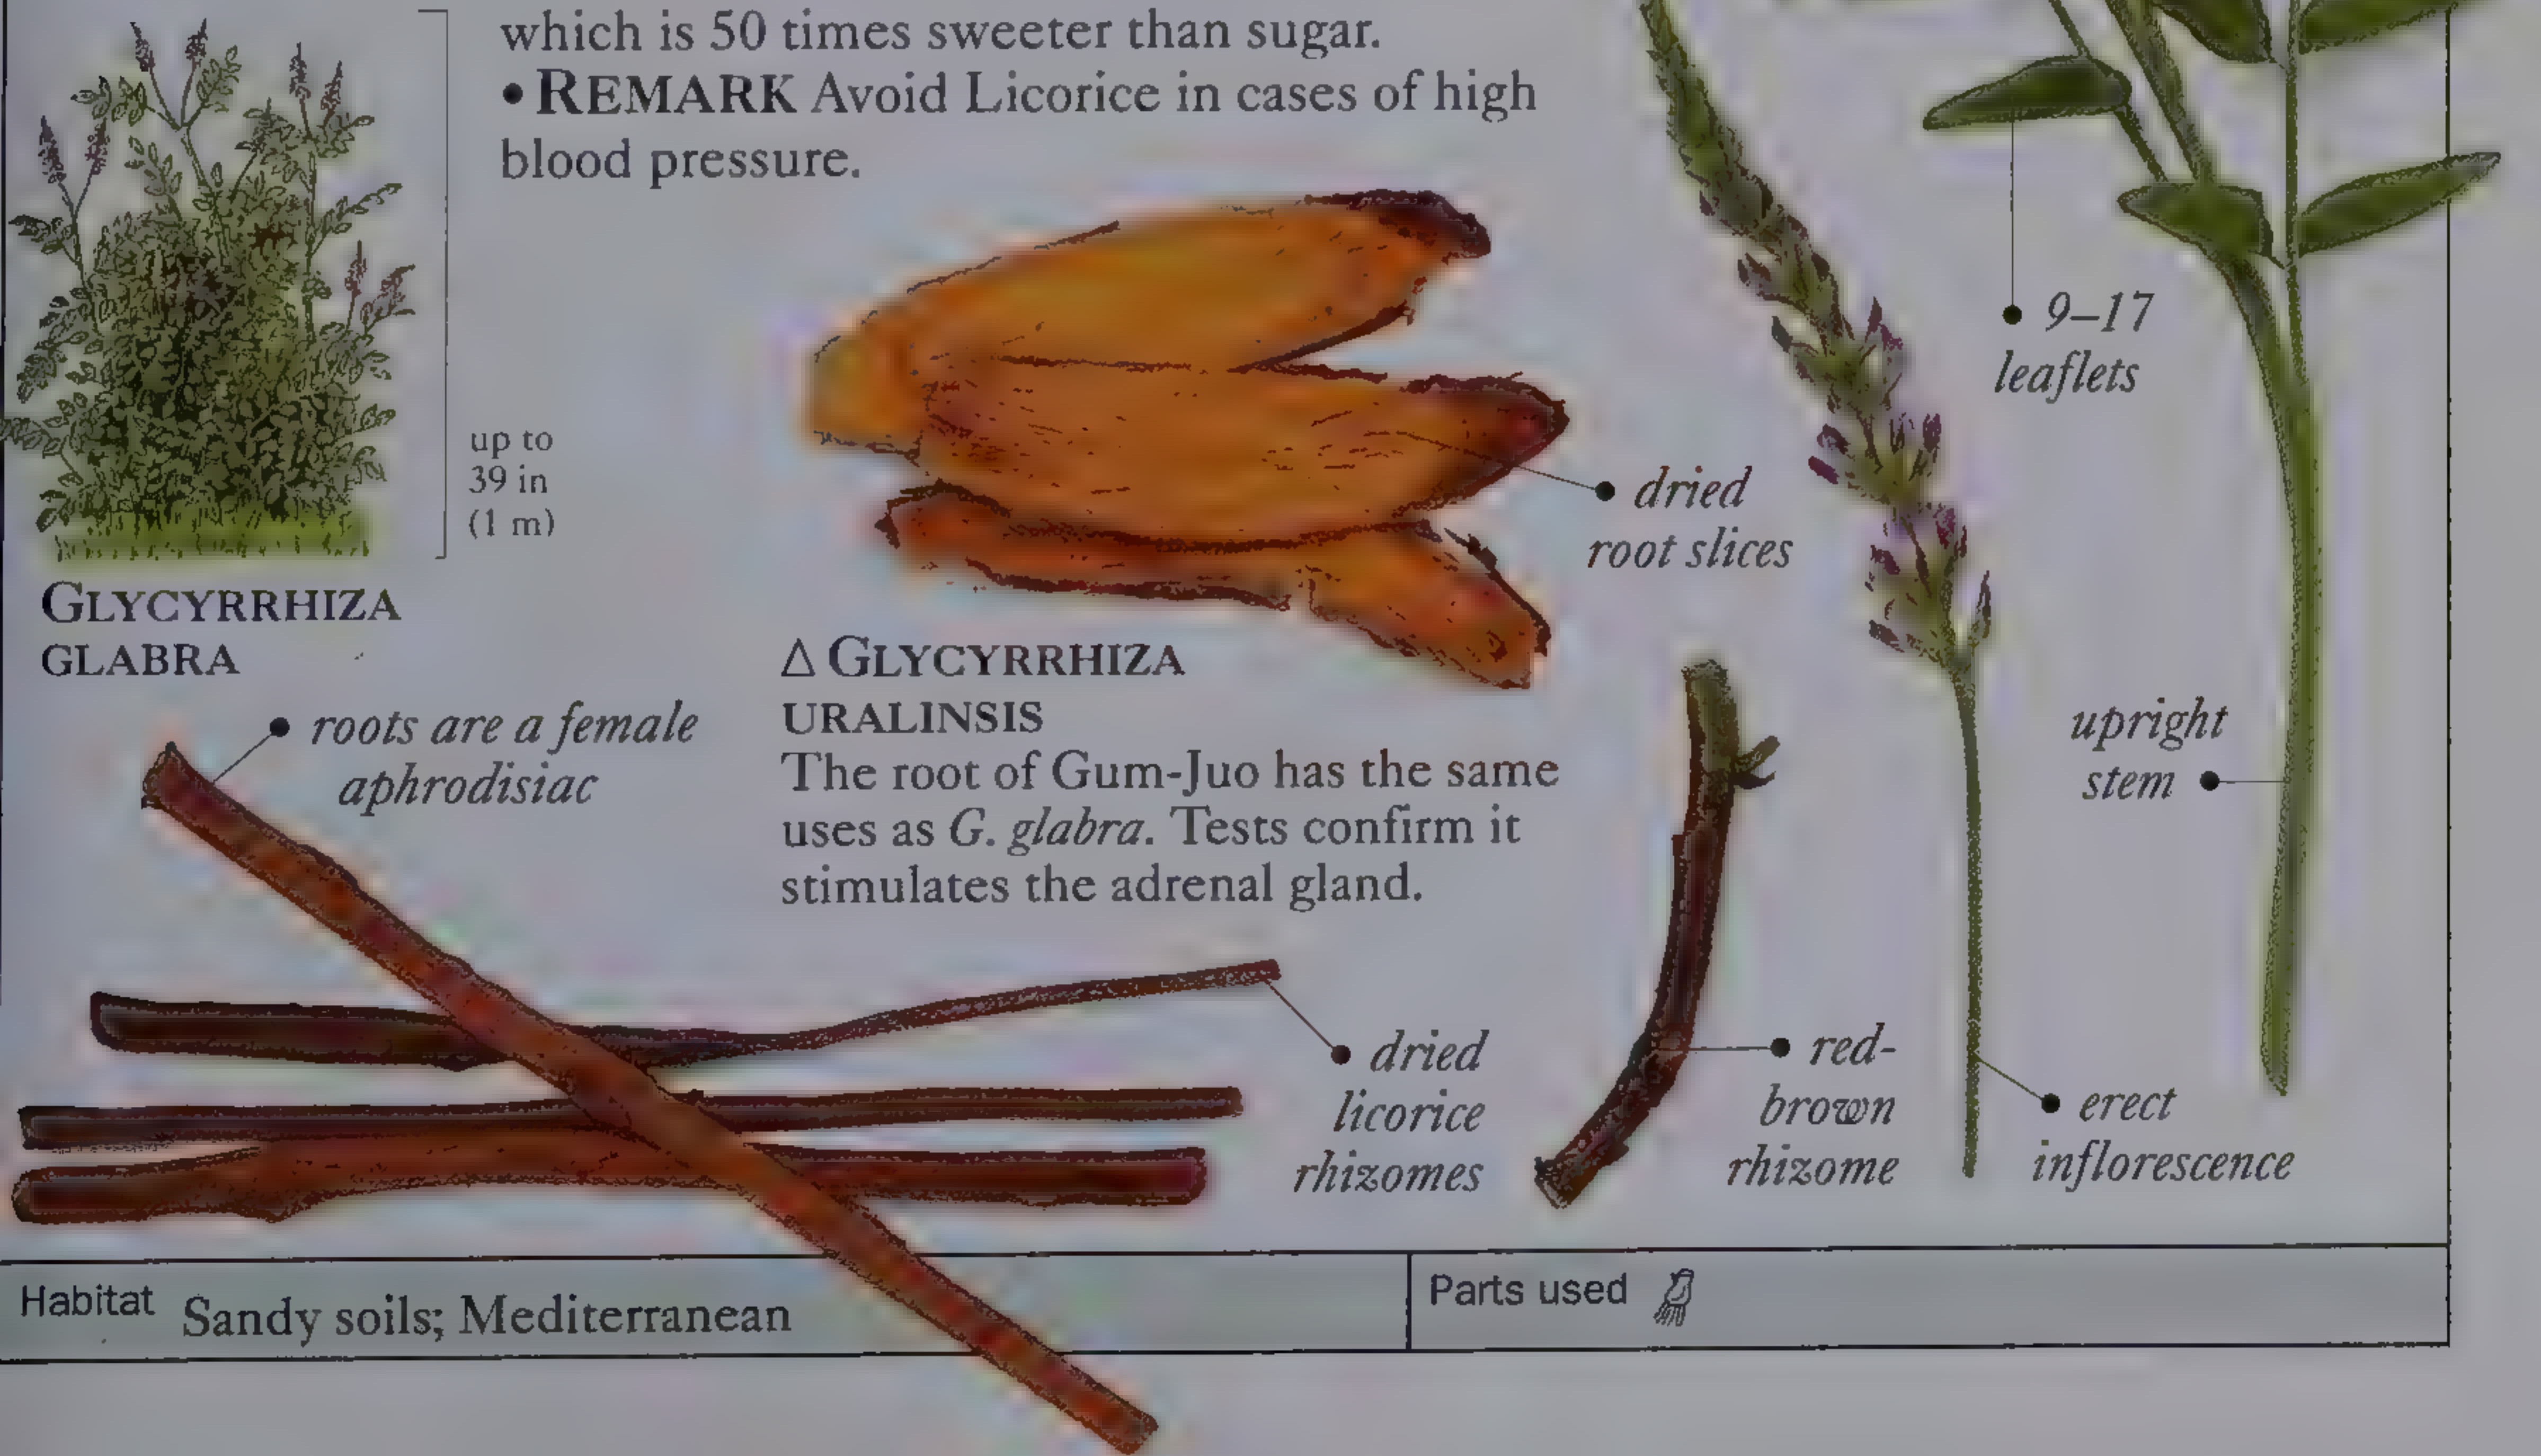 which is 50 times sweeter than sugar.
• REMARK Avoid Licorice in cases of high
blood pressure.
up to
39 in
(1 m)
GLYCYRRHIZA
GLABRA
• roots are a female
aphrodisiac
• dried
root slices
• 9–17
leaflets
△ GLYCYRRHIZA
URALINSIS
The root of Gum-Juo has the same
uses as G. glabra. Tests confirm it
stimulates the adrenal gland.
upright
stem •
• dried
licorice
rhizomes
• red-
brown
rhizome
• erect
inflorescence
Habitat Sandy soils; Mediterranean
Parts used